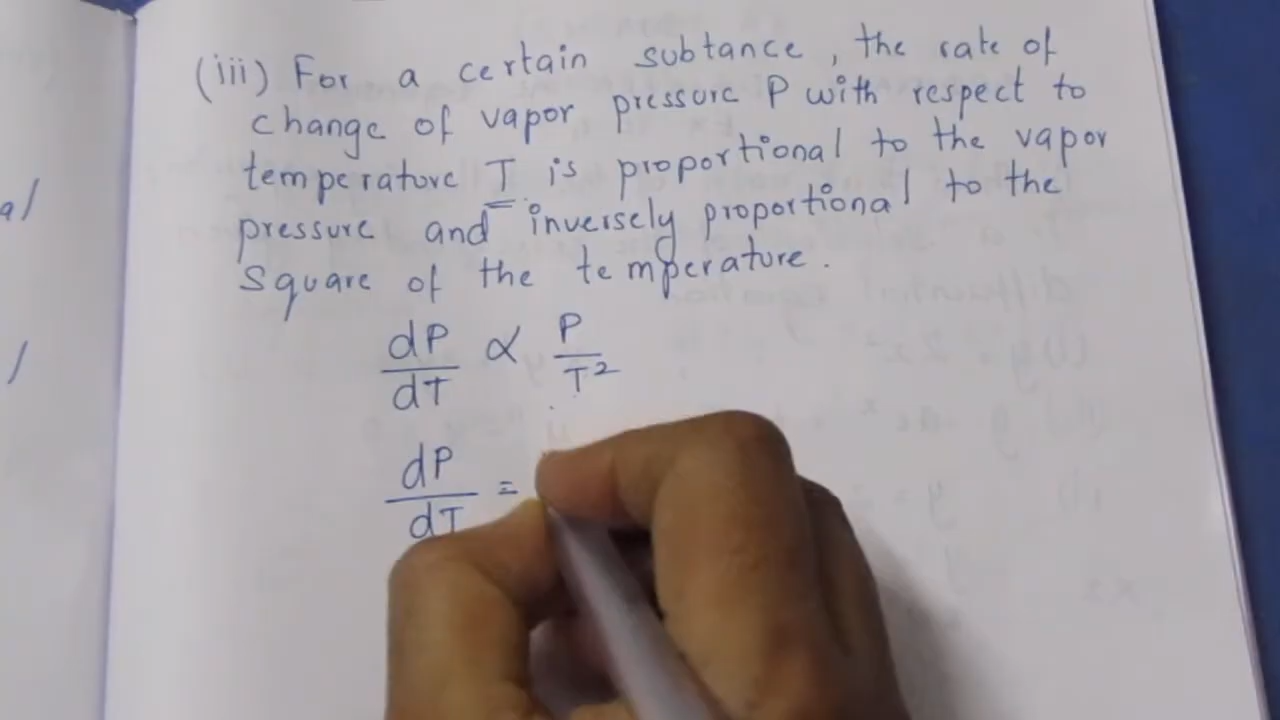 (iii) For a certain subtance, the rate of
change of vapor pressure P with respect to
temperature T is proportional to the vapor
pressure and inversely proportional to the
square of the temperature.
dP/dT ∝ P/T²
dP/dT =